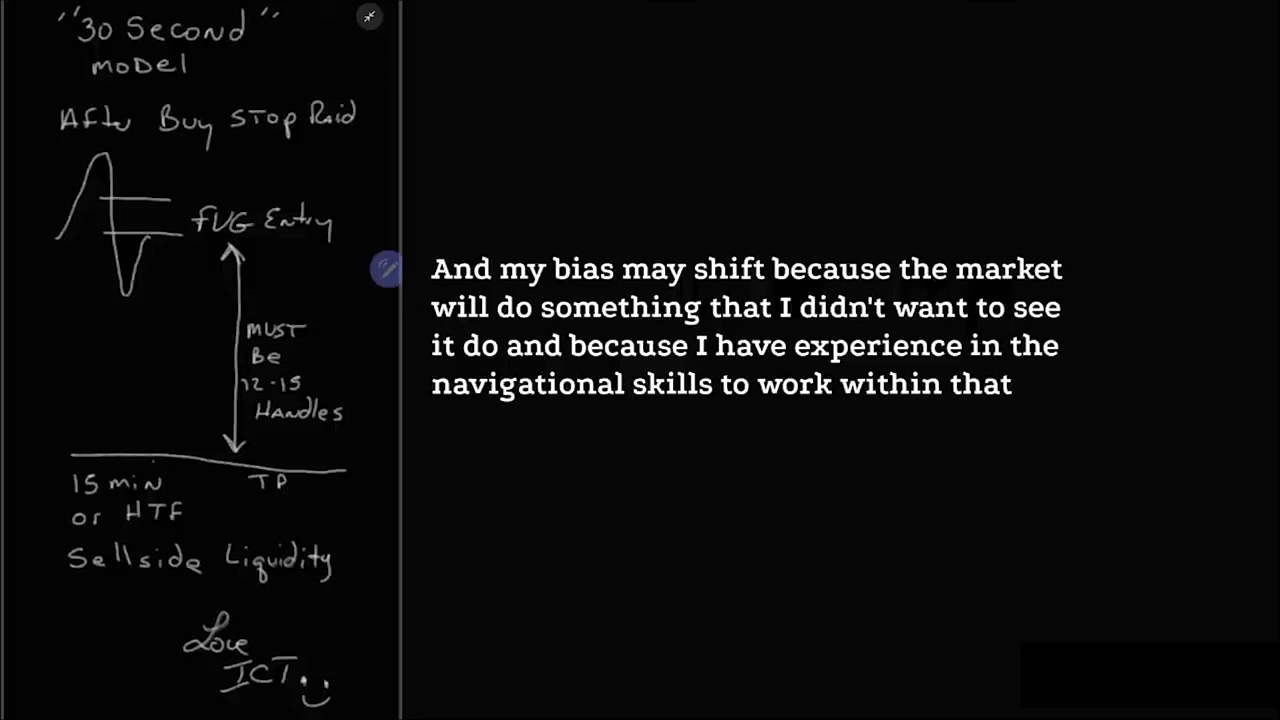 "30 Second"
Model
After Buy Stop Raid
FVG Entry
MUST
Be
12-15
HANdles
15 min
TP
or HTF
Sellside Liquidity
Love
ICT
And my bias may shift because the market
will do something that I didn't want to see
it do and because I have experience in the
navigational skills to work within that